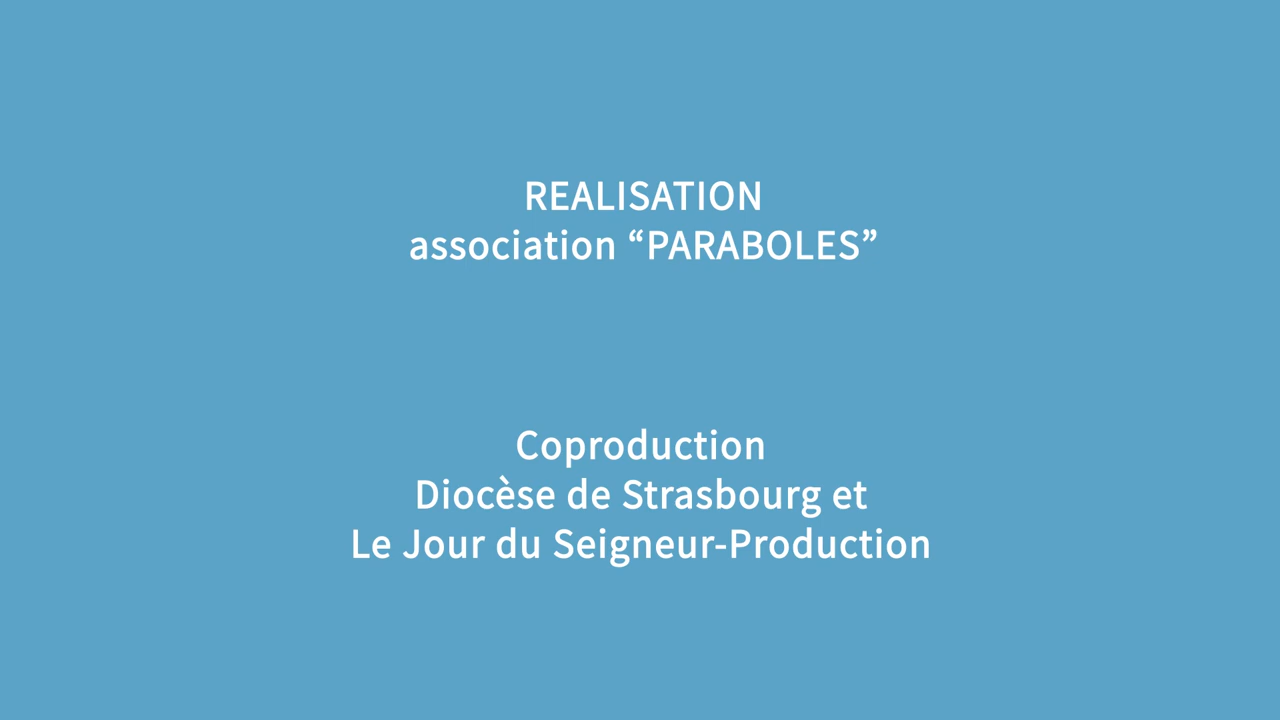 REALISATION
association “PARABOLES”
Coproduction
Diocèse de Strasbourg et
Le Jour du Seigneur-Production